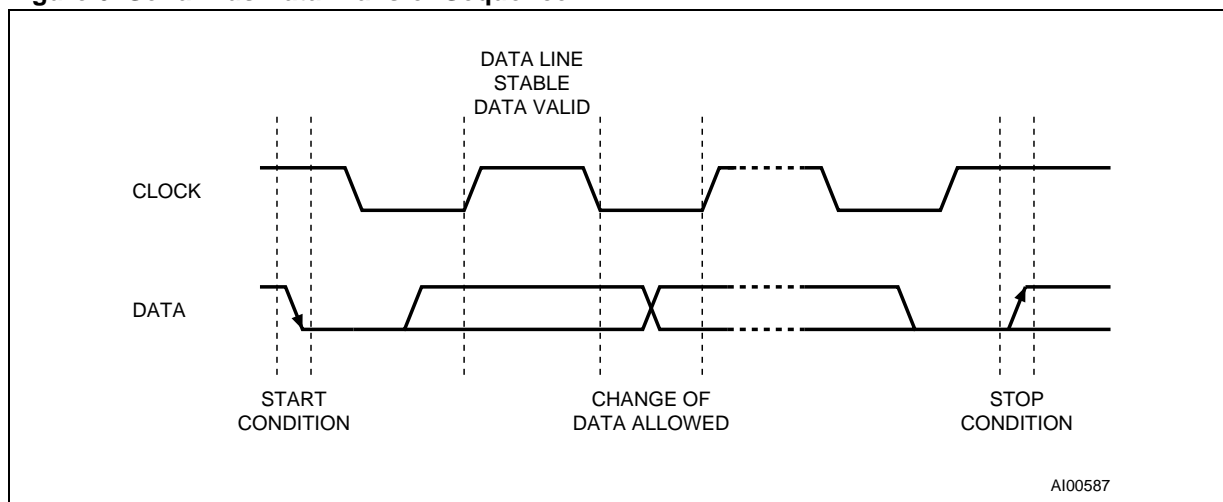 DATA LINE
STABLE
DATA VALID
CLOCK
DATA
START
CONDITION
CHANGE OF
DATA ALLOWED
STOP
CONDITION
AI00587